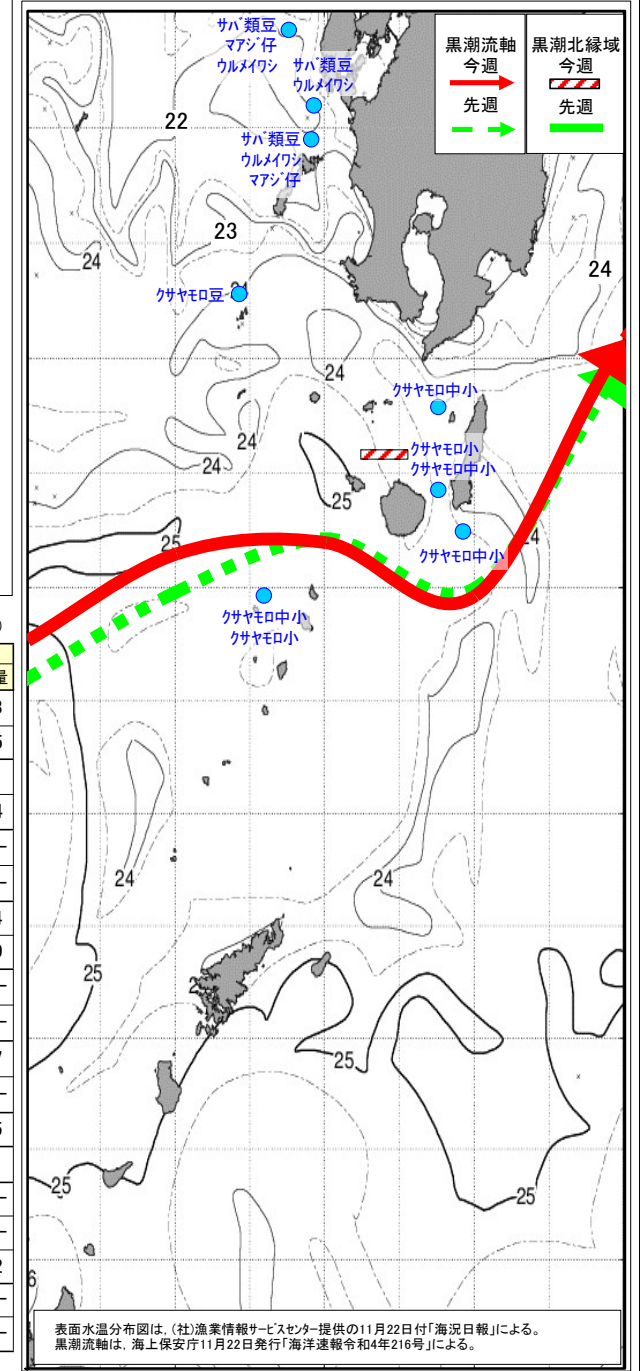 黒潮流軸
今週
先週
黒潮北縁域
今週
先週
サバ類豆
マアジ仔
ウルメイワシ
サバ類豆
ウルメイワシ
22
サバ類豆
ウルメイワシ
マアジ仔
23
24
24
クサヤモロ豆
24
24
クサヤモロ中小
24
クサヤモロ小
クサヤモロ中小
24
25
25
24
クサヤモロ中小
クサヤモロ中小
クサヤモロ小
量
24
24
25
25
25
25
表面水温分布図は，(社)漁業情報サービスセンター提供の11月22日付「海況日報」による。
黒潮流軸は，海上保安庁11月22日発行「海洋速報令和4年216号」による。